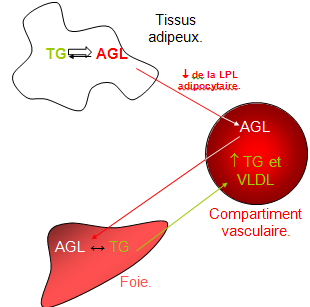 Tissus
adipeux.
TG ⇌ AGL
↓ de la LPL
adipocytaire.
AGL
↑ TG et
VLDL
Compartiment
vasculaire.
AGL ↔ TG
Foie.